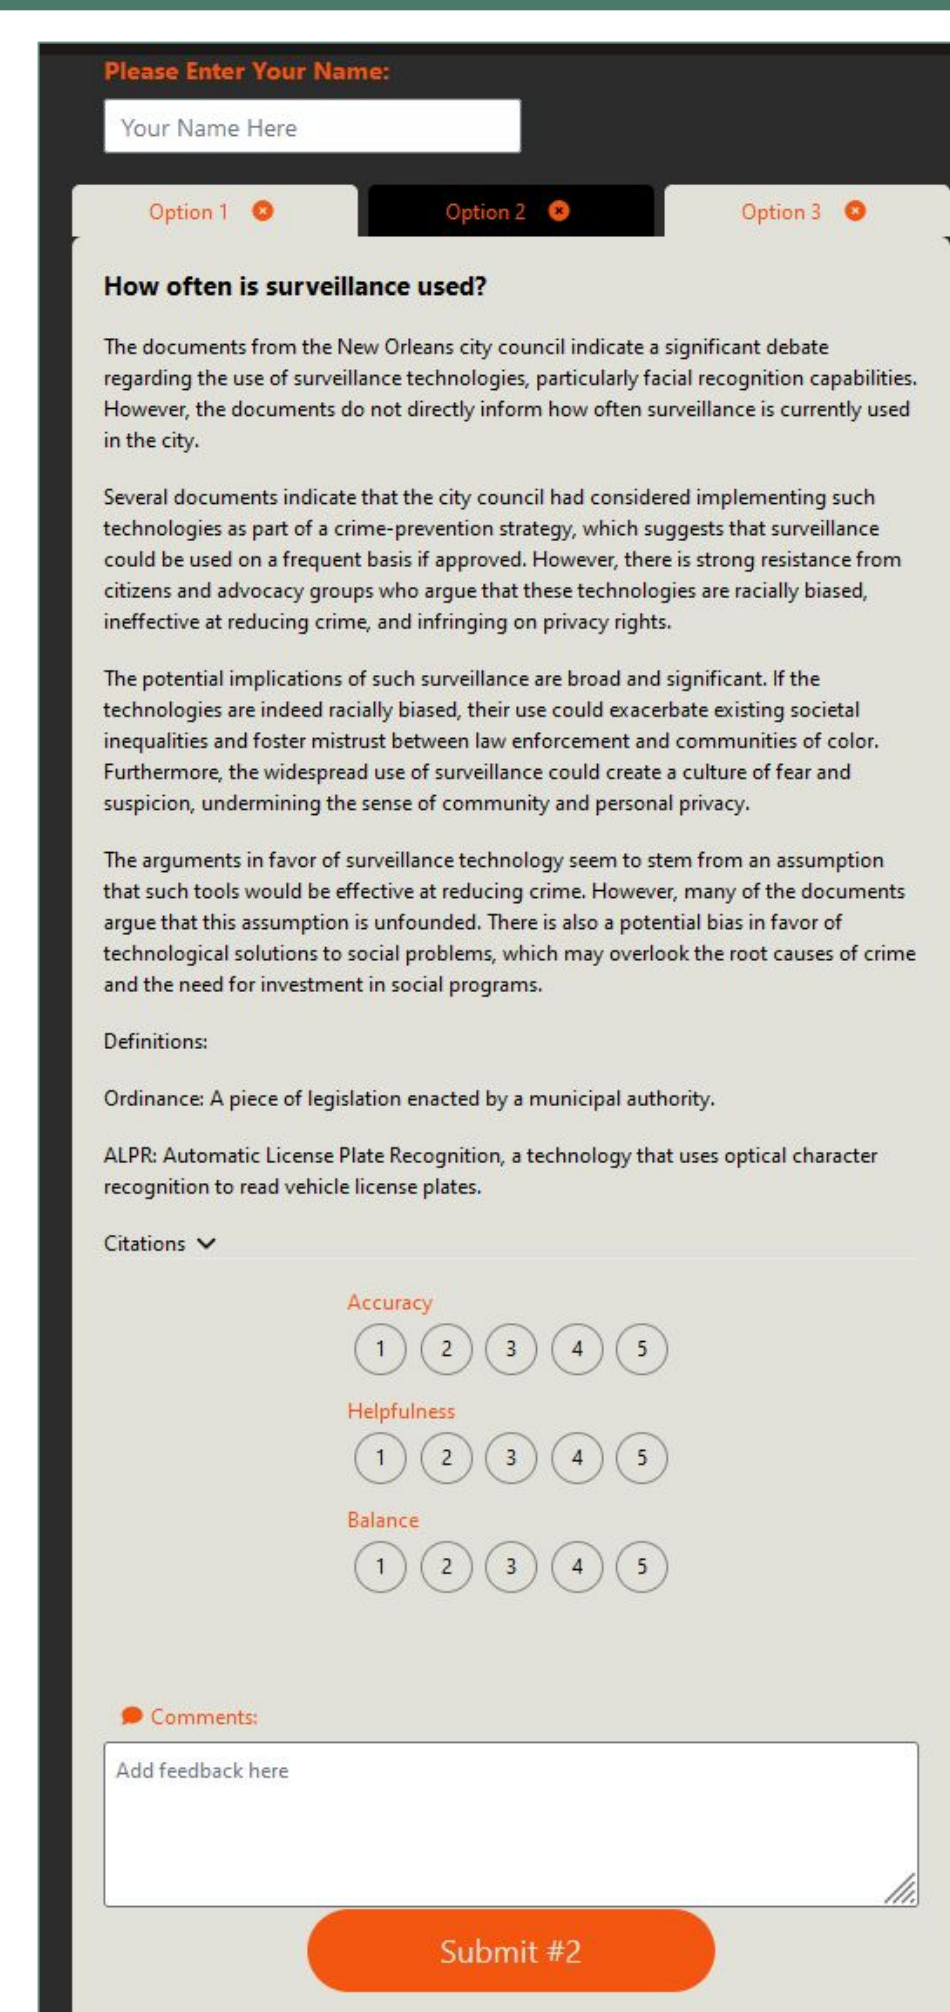 Please Enter Your Name:
Your Name Here
Option 1
Option 2
Option 3
How often is surveillance used?
The documents from the New Orleans city council indicate a significant debate
regarding the use of surveillance technologies, particularly facial recognition capabilities.
However, the documents do not directly inform how often surveillance is currently used
in the city.
Several documents indicate that the city council had considered implementing such
technologies as part of a crime-prevention strategy, which suggests that surveillance
could be used on a frequent basis if approved. However, there is strong resistance from
citizens and advocacy groups who argue that these technologies are racially biased,
ineffective at reducing crime, and infringing on privacy rights.
The potential implications of such surveillance are broad and significant. If the
technologies are indeed racially biased, their use could exacerbate existing societal
inequalities and foster mistrust between law enforcement and communities of color.
Furthermore, the widespread use of surveillance could create a culture of fear and
suspicion, undermining the sense of community and personal privacy.
The arguments in favor of surveillance technology seem to stem from an assumption
that such tools would be effective at reducing crime. However, many of the documents
argue that this assumption is unfounded. There is also a potential bias in favor of
technological solutions to social problems, which may overlook the root causes of crime
and the need for investment in social programs.
Definitions:
Ordinance: A piece of legislation enacted by a municipal authority.
ALPR: Automatic License Plate Recognition, a technology that uses optical character
recognition to read vehicle license plates.
Citations
Accuracy
1 2 3 4 5
Helpfulness
1 2 3 4 5
Balance
1 2 3 4 5
Comments:
Add feedback here
Submit #2